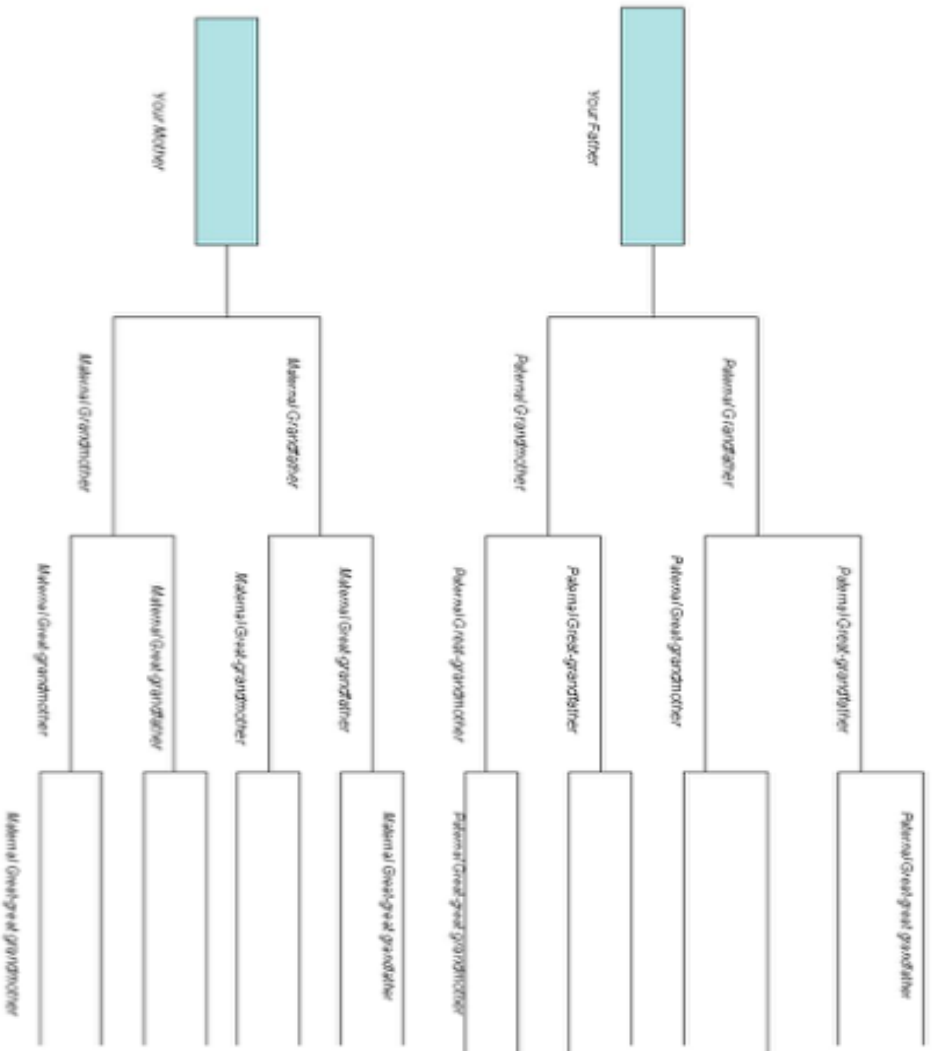 Your Father
Paternal Grandfather
Paternal Great-grandfather
Paternal Great-great grandfather
Paternal Great-grandmother
Paternal Grandmother
Paternal Great-grandfather
Paternal Great-grandmother
Paternal Great-great grandmother
Your Mother
Maternal Grandfather
Maternal Great-grandfather
Maternal Great-great grandfather
Maternal Great-grandmother
Maternal Grandmother
Maternal Great-grandfather
Maternal Great-grandmother
Maternal Great-great grandmother